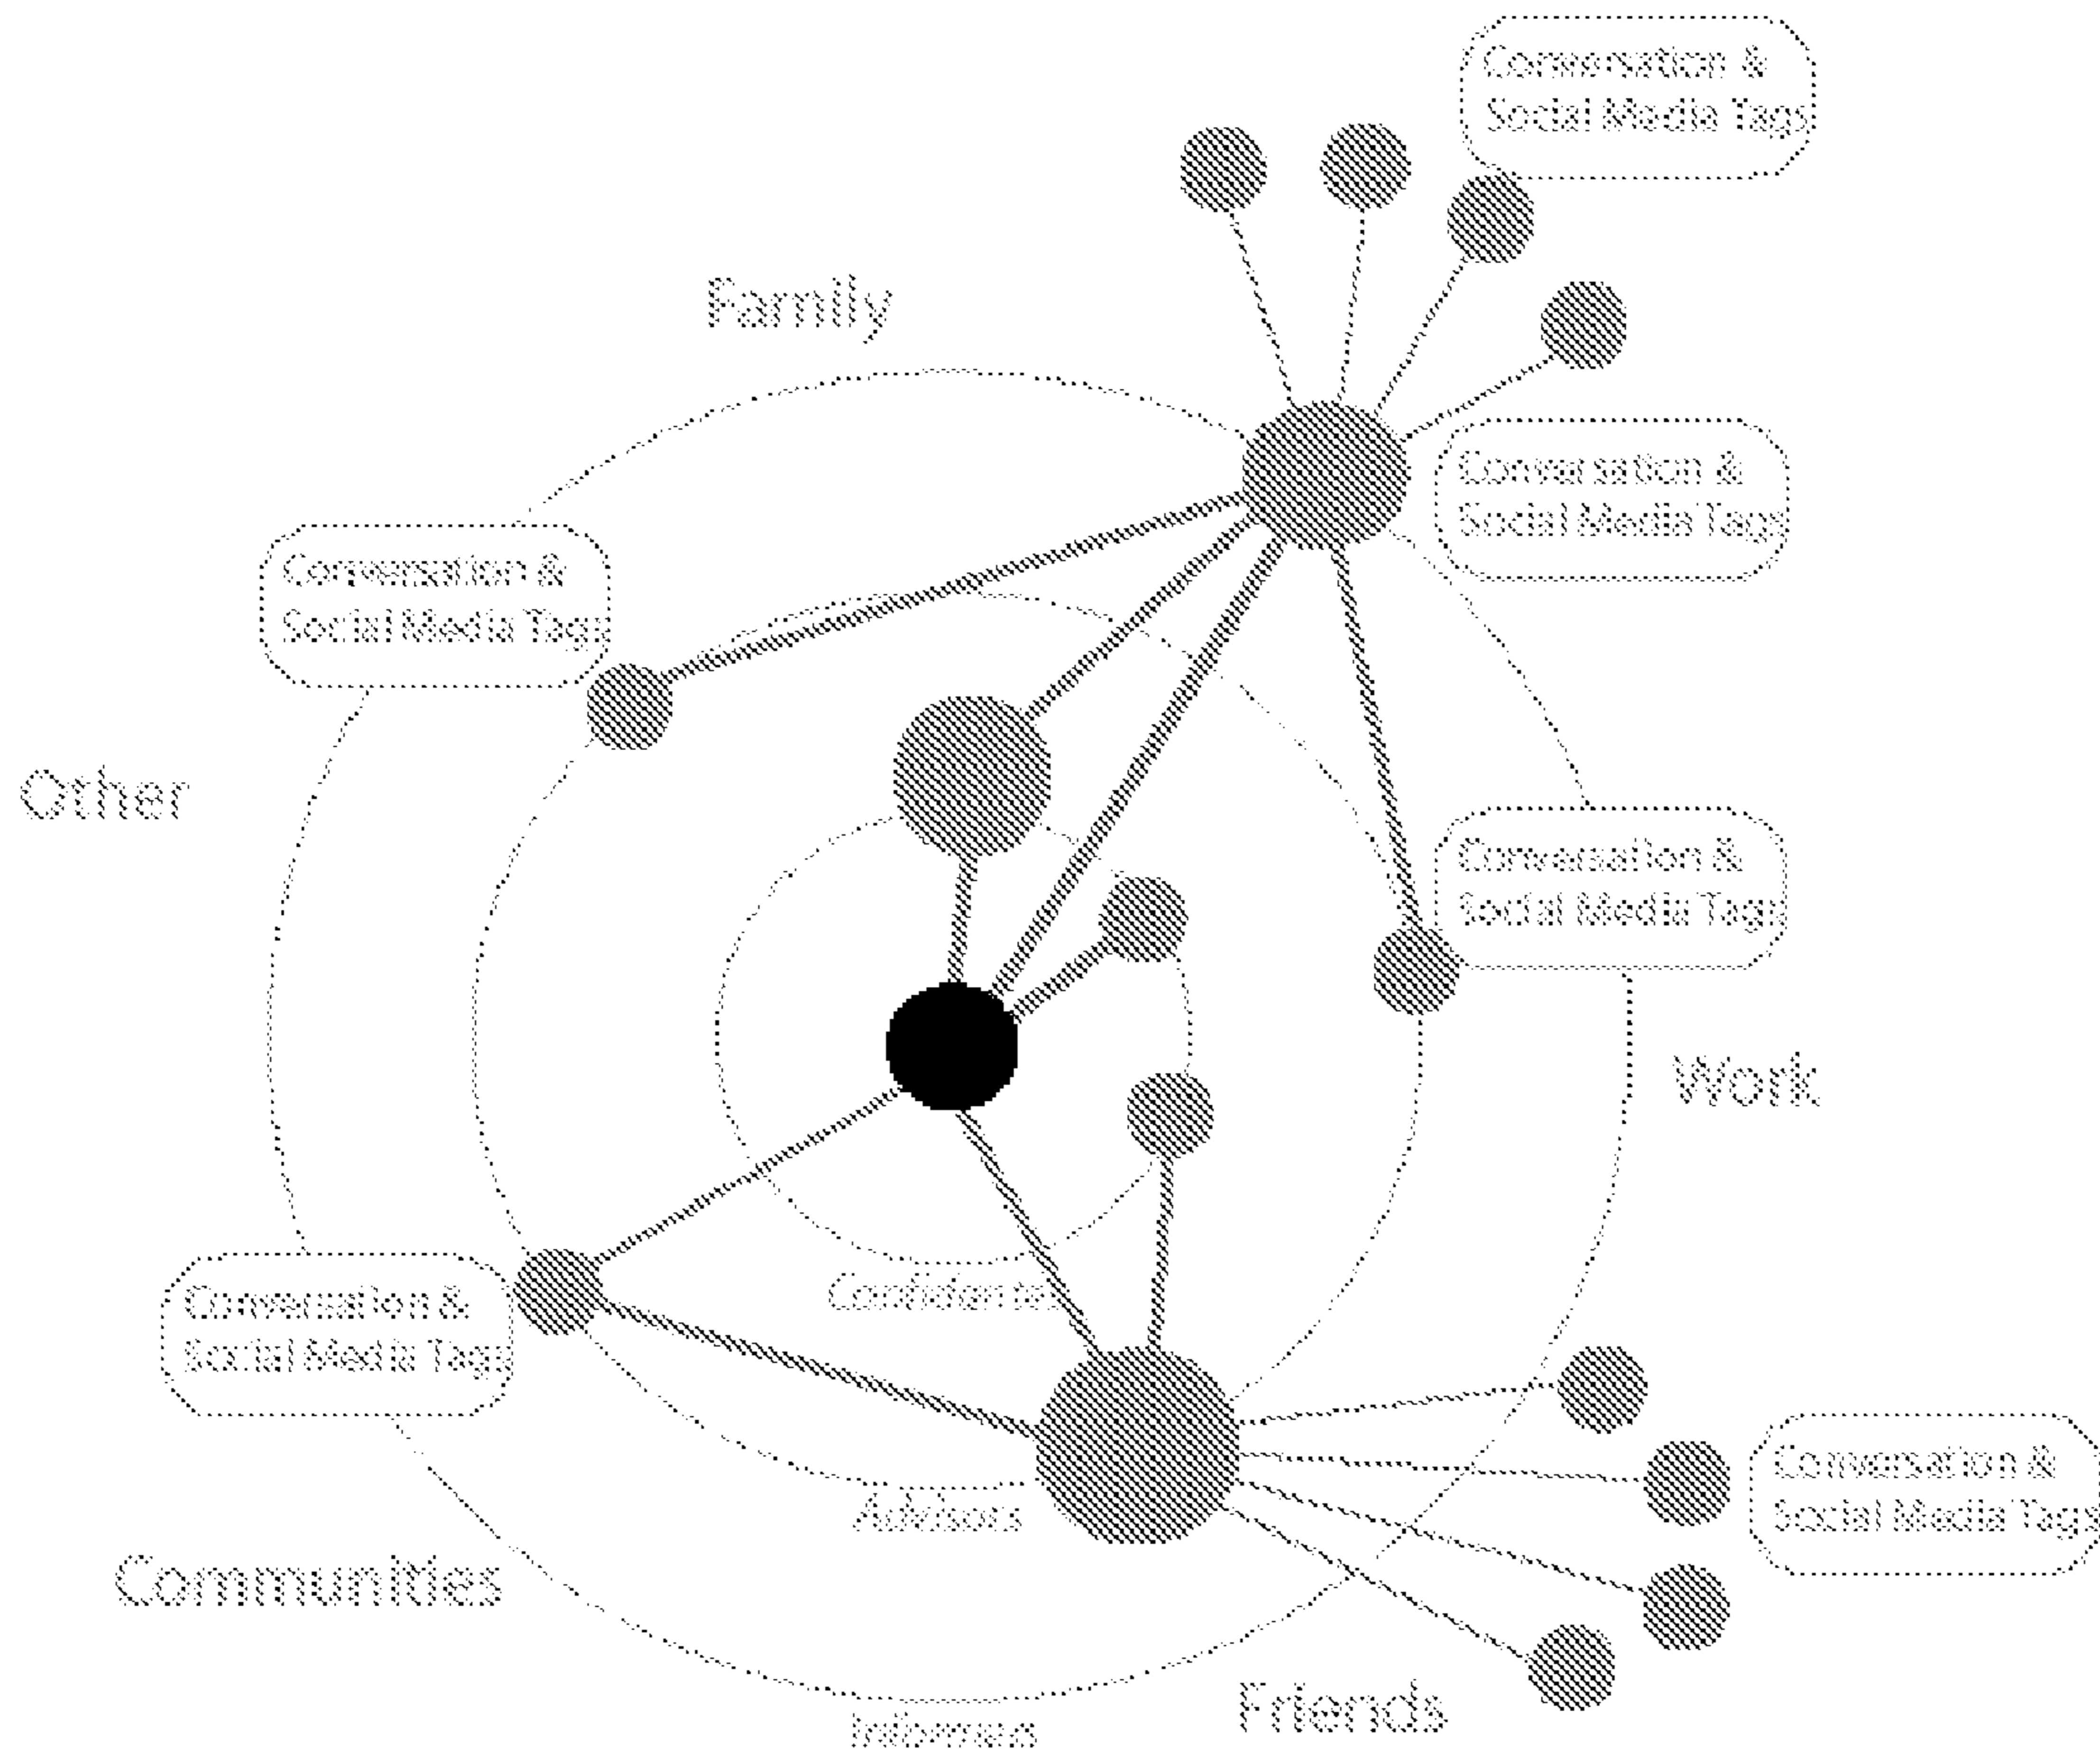 Conversation &
Social Media Tags
Family
Conversation &
Social Media Tags
Conversation &
Social Media Tags
Other
Conversation &
Social Media Tags
Work
Confidantes
Conversation &
Social Media Tags
Conversation &
Social Media Tags
Advisors
Communities
Friends